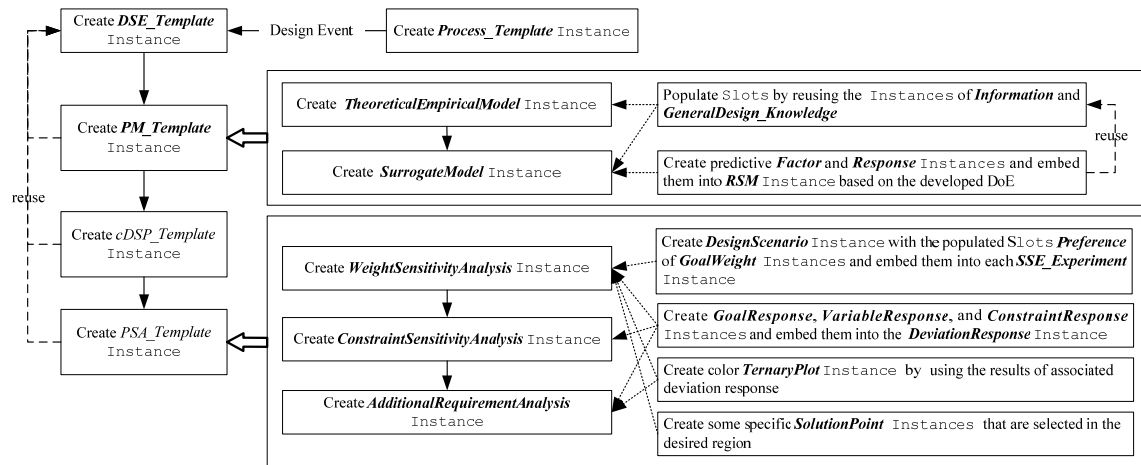 Create DSE_Template
Instance
Design Event
Create Process_Template Instance
Create PM_Template
Instance
Create cDSP_Template
Instance
Create PSA_Template
Instance
reuse
Create TheoreticalEmpiricalModel Instance
Create SurrogateModel Instance
Populate Slots by reusing the Instances of Information and
GeneralDesign_Knowledge
Create predictive Factor and Response Instances and embed
them into RSM Instance based on the developed DoE
reuse
Create WeightSensitivityAnalysis Instance
Create ConstraintSensitivityAnalysis Instance
Create AdditionalRequirementAnalysis
Instance
Create DesignScenario Instance with the populated Slots Preference
of GoalWeight Instances and embed them into each SSE_Experiment
Instance
Create GoalResponse, VariableResponse, and ConstraintResponse
Instances and embed them into the DeviationResponse Instance
Create color TernaryPlot Instance by using the results of associated
deviation response
Create some specific SolutionPoint Instances that are selected in the
desired region